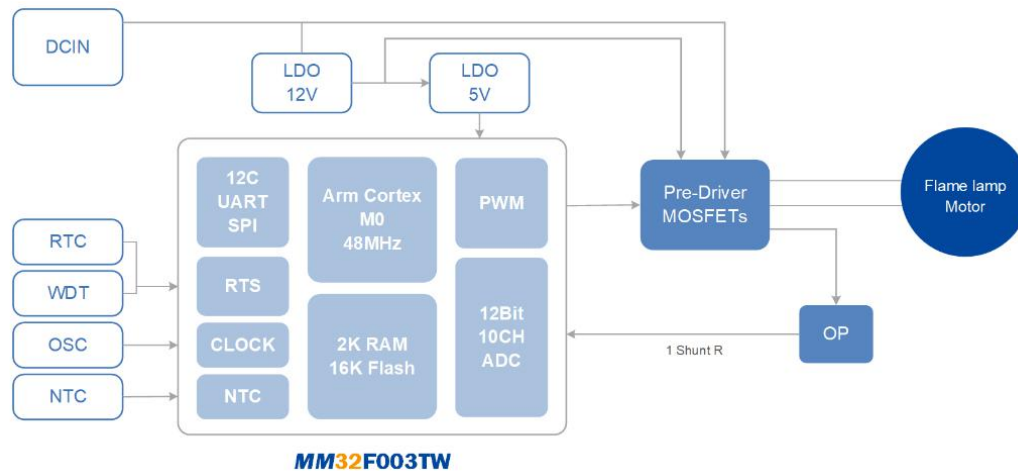 DCIN
LDO
12V
LDO
5V
12C
UART
SPI
Arm Cortex
M0
48MHz
PWM
Pre-Driver
MOSFETs
Flame lamp
Motor
RTC
WDT
OSC
NTC
RTS
CLOCK
NTC
2K RAM
16K Flash
12Bit
10CH
ADC
1 Shunt R
OP
MM32F003TW